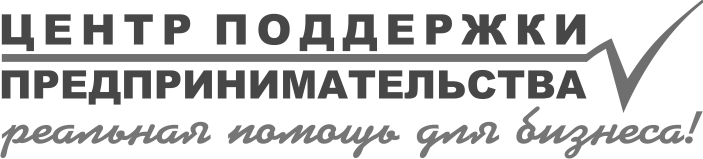 ЦЕНТР ПОДДЕРЖКИ
ПРЕДПРИНИМАТЕЛЬСТВА
реальная помощь для бизнеса!